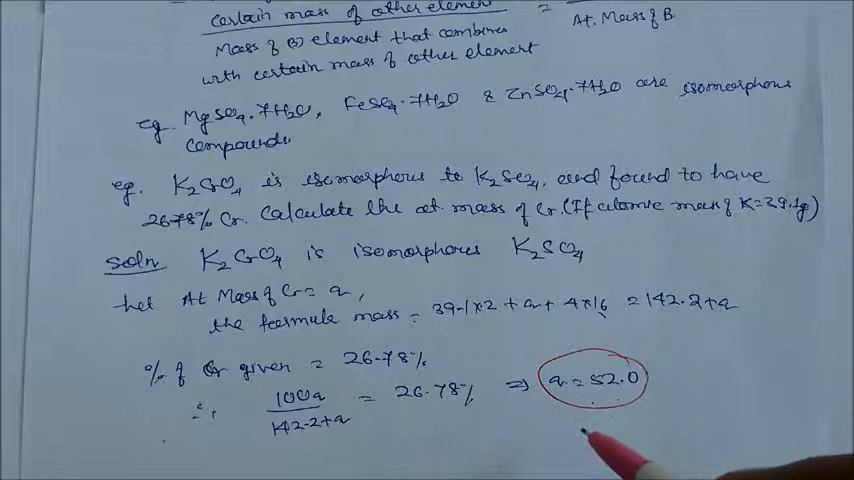 certain mass of other element =
Mass of B element that combines At. Mass of B
with certain mass of other element
eg. MgSO4.7H2O, FeSO4.7H2O & ZnSO4.7H2O are isomorphous
compounds
eg. K2CrO4 is isomorphous to K2SO4, and found to have
26.78% Cr. Calculate the at. mass of Cr. (If atomic mass of K=39.1g)
Soln K2CrO4 is isomorphous K2SO4
Let At Mass of Cr = a,
the formula mass = 39.1x2 + a + 4x16 = 142.2+a
% of Cr given = 26.78%
∴ 100a / 142.2+a = 26.78% ⇒ a = 52.0